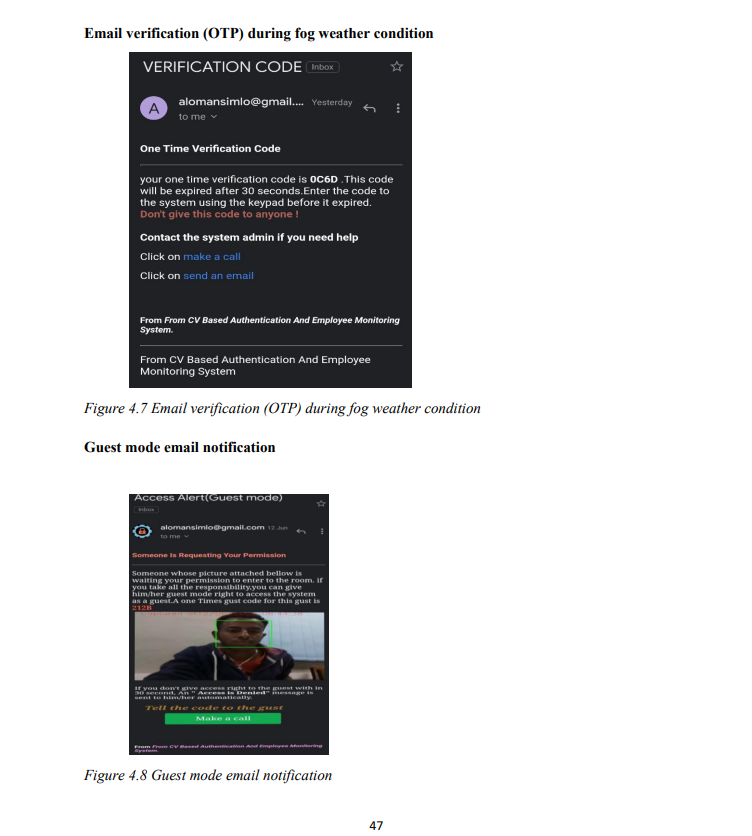 Email verification (OTP) during fog weather condition
VERIFICATION CODE Inbox
A
alomansimlo@gmail.... Yesterday
to me
One Time Verification Code
your one time verification code is 0C6D .This code
will be expired after 30 seconds.Enter the code to
the system using the keypad before it expired.
Don't give this code to anyone !
Contact the system admin if you need help
Click on make a call
Click on send an email
From From CV Based Authentication And Employee Monitoring
System.
From CV Based Authentication And Employee
Monitoring System
Figure 4.7 Email verification (OTP) during fog weather condition
Guest mode email notification
Access Alert(Guest mode)
Inbox
alomansimlo@gmail.com 12 Jun
to me
Someone Is Requesting Your Permission
Someone whose picture attached bellow is
waiting your permission to enter to the room. if
you take all the responsibility,you can give
him/her guest mode right to access the system
as a guest.A one Times gust code for this gust is
212B
If you don't give access right to the guest with in
30 second, An " Access is Denied" message is
sent to him/her automatically.
Tell the code to the gust
Make a call
From From CV Based Authentication And Employee Monitoring
System.
Figure 4.8 Guest mode email notification
47